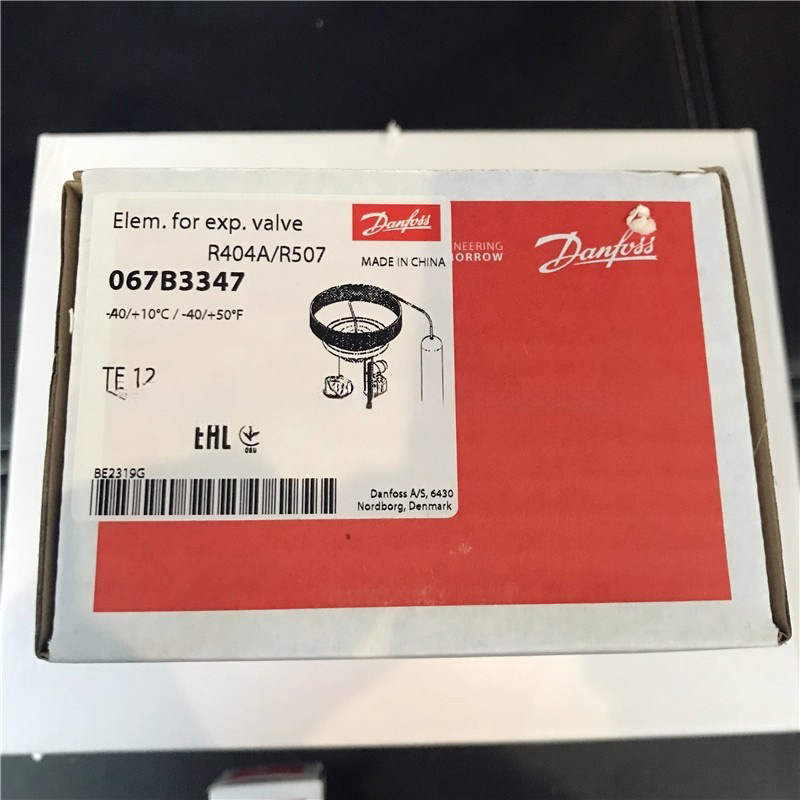 Elem. for exp. valve
R404A/R507
067B3347
-40/+10°C / -40/+50°F
TE 12
EAC
BE2319G
Danfoss
MADE IN CHINA
Danfoss A/S, 6430
Nordborg, Denmark
NEERING
ORROW
Danfoss